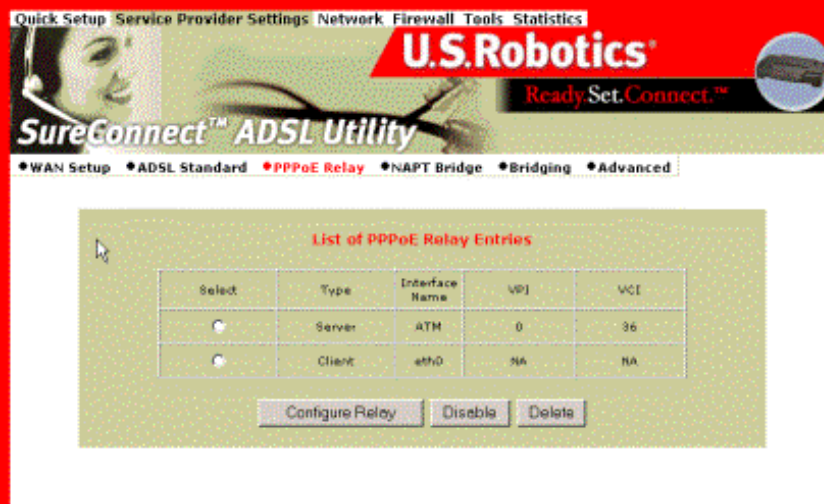 Quick Setup Service Provider Settings Network Firewall Tools Statistics
U.S.Robotics®
Ready.Set.Connect.™
SureConnect™ ADSL Utility
WAN Setup ADSL Standard PPPoE Relay NAPT Bridge Bridging Advanced
List of PPPoE Relay Entries
Select Type Interface Name VPI VCI
Server ATM 0 36
Client eth0 NA NA
Configure Relay Disable Delete